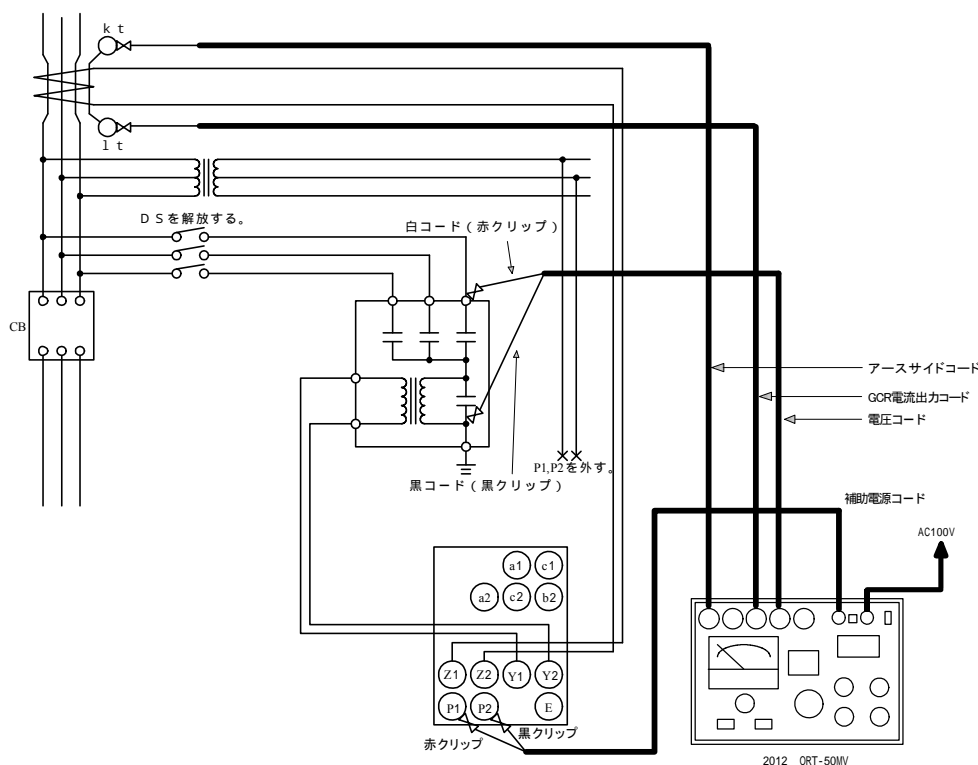 k t
l t
DSを解放する。
白コード(赤クリップ)
CB
アースサイドコード
GCR電流出力コード
電圧コード
P1,P2を外す。
黒コード(黒クリップ)
補助電源コード
AC100V
a1
c1
a2
c2
b2
Z1
Z2
Y1
Y2
P1
P2
E
赤クリップ
黒クリップ
2012 ORT-50MV